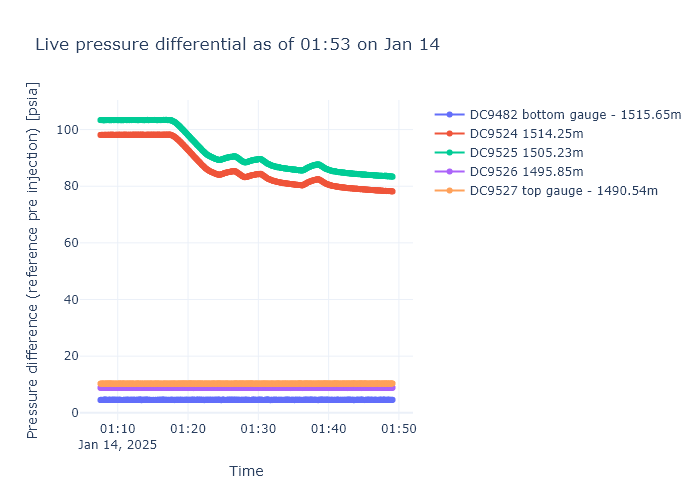 Live pressure differential as of 01:53 on Jan 14
Pressure difference (reference pre injection) [psia]
100
80
60
40
20
0
01:10
01:20
01:30
01:40
01:50
Jan 14, 2025
Time
DC9482 bottom gauge - 1515.65m
DC9524 1514.25m
DC9525 1505.23m
DC9526 1495.85m
DC9527 top gauge - 1490.54m